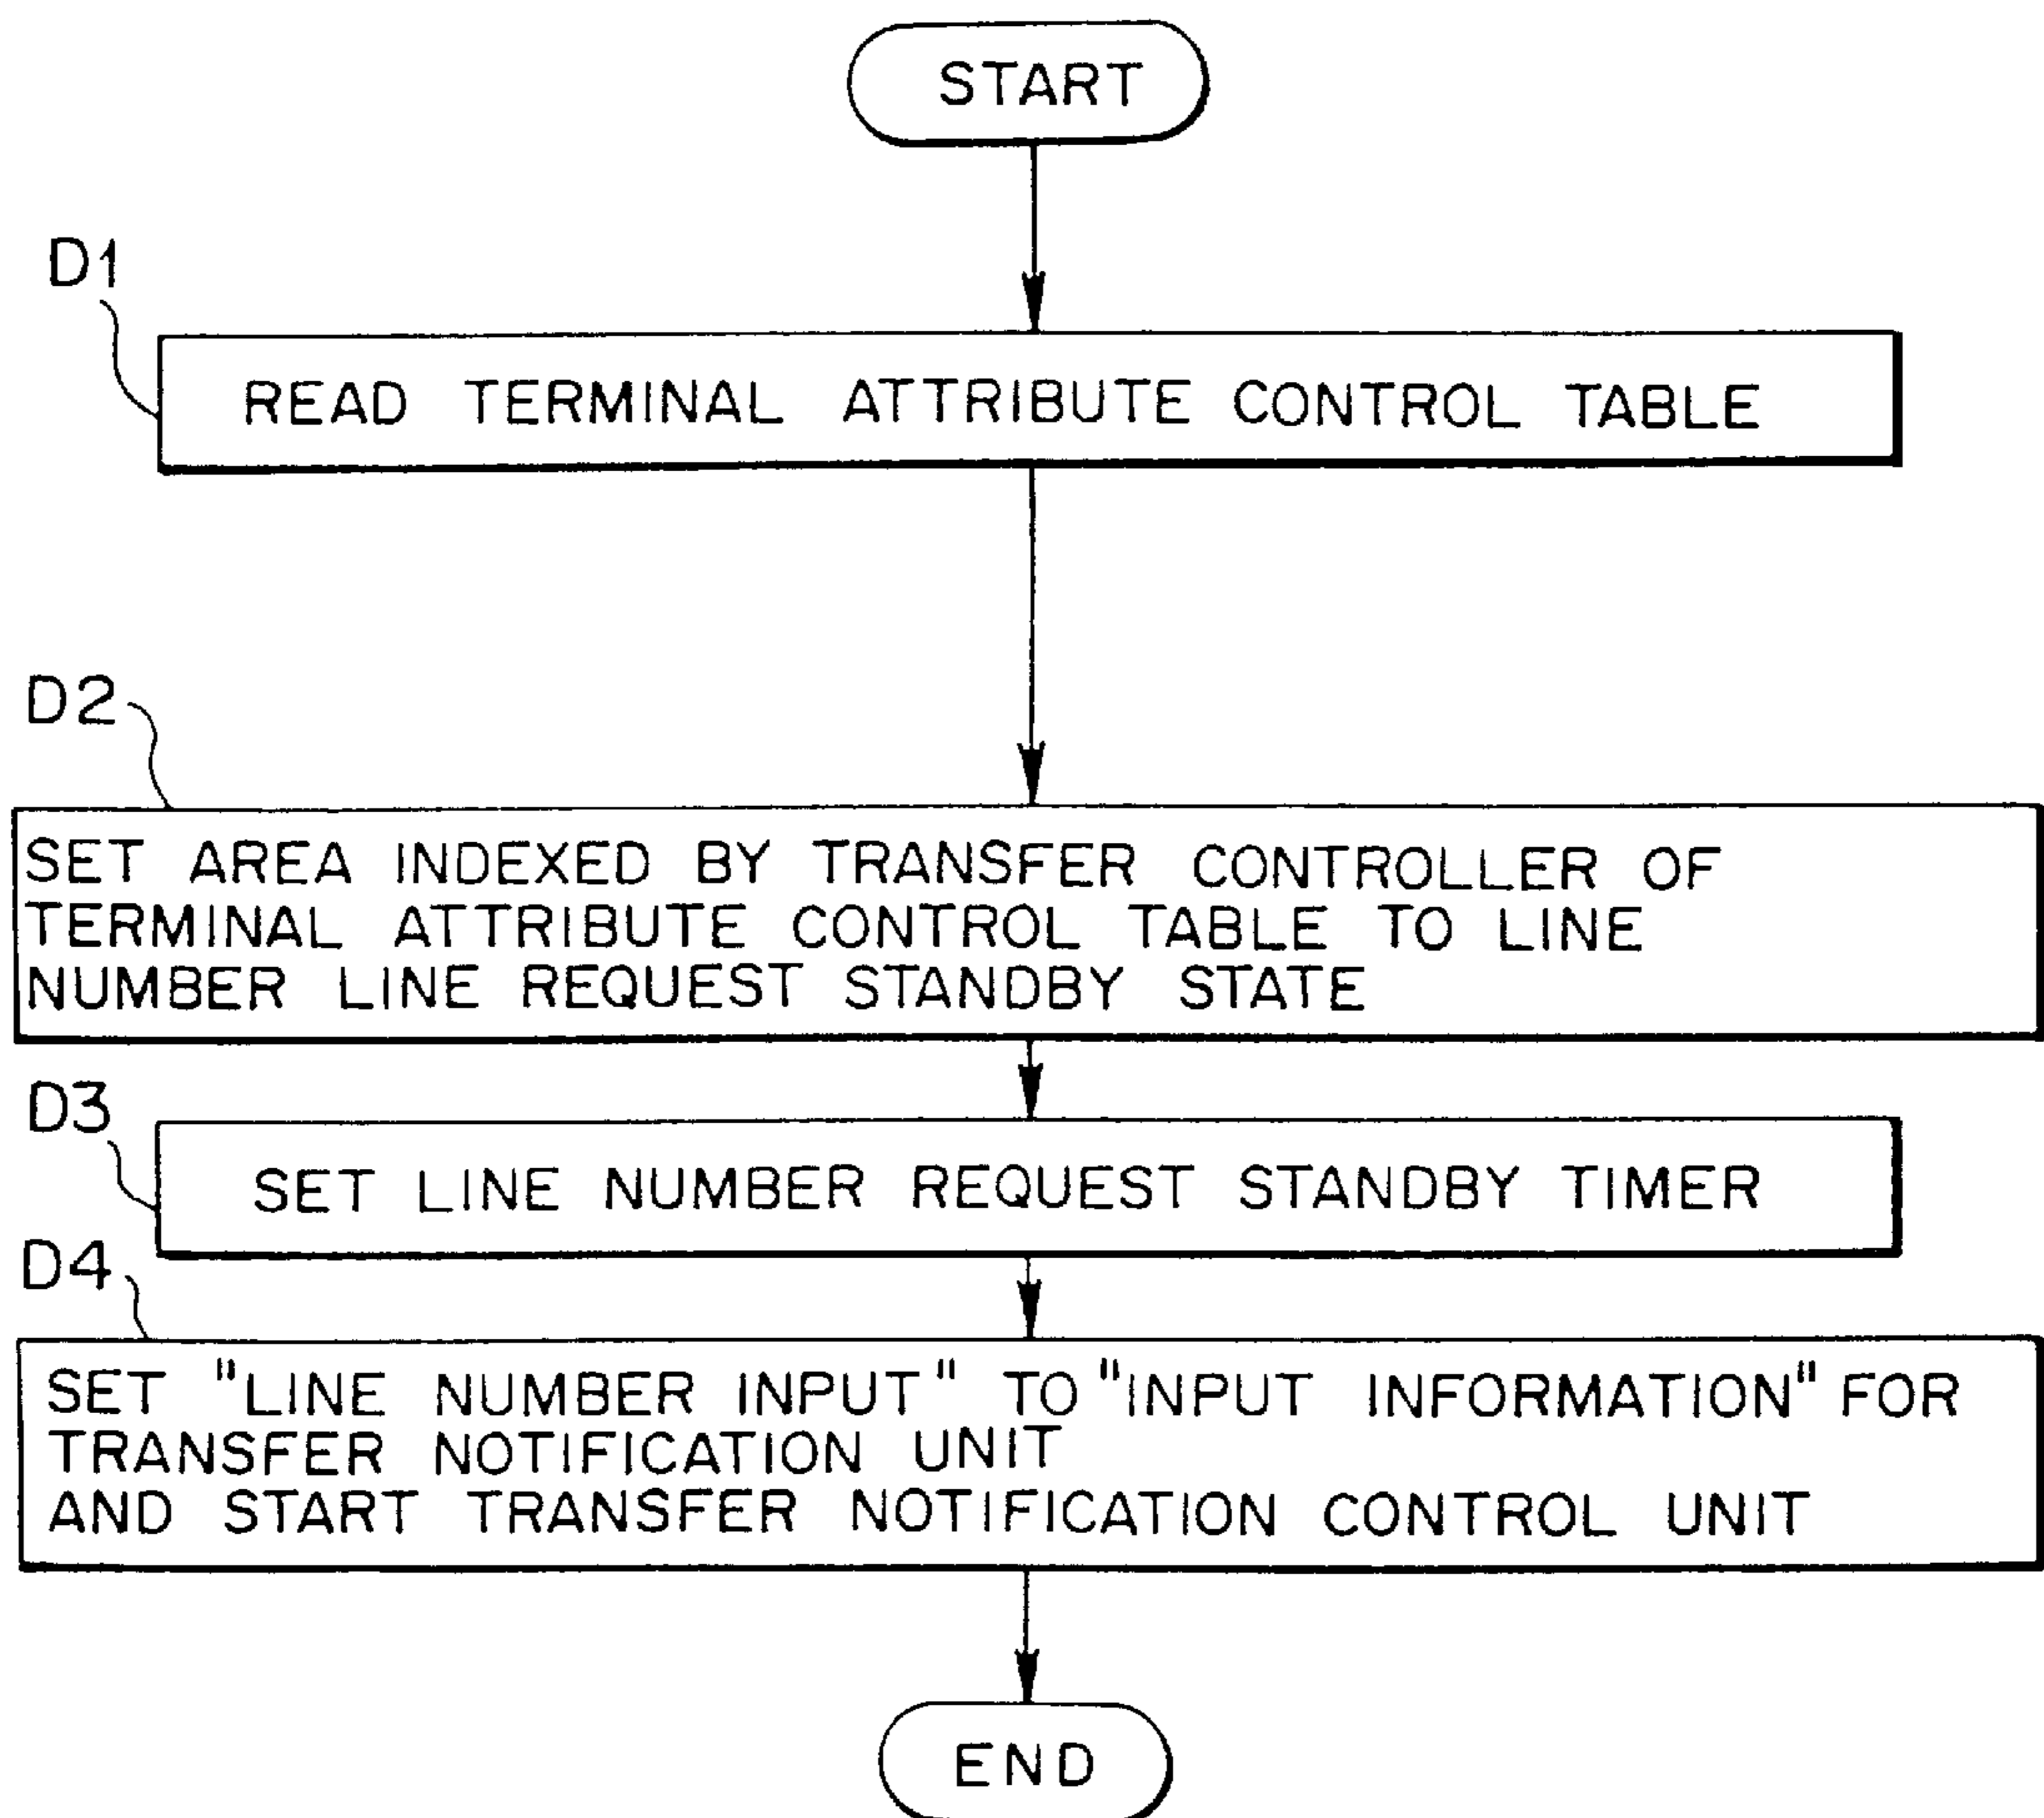 START
D1
READ TERMINAL ATTRIBUTE CONTROL TABLE
D2
SET AREA INDEXED BY TRANSFER CONTROLLER OF
TERMINAL ATTRIBUTE CONTROL TABLE TO LINE
NUMBER LINE REQUEST STANDBY STATE
D3
SET LINE NUMBER REQUEST STANDBY TIMER
D4
SET "LINE NUMBER INPUT" TO "INPUT INFORMATION" FOR
TRANSFER NOTIFICATION UNIT
AND START TRANSFER NOTIFICATION CONTROL UNIT
END